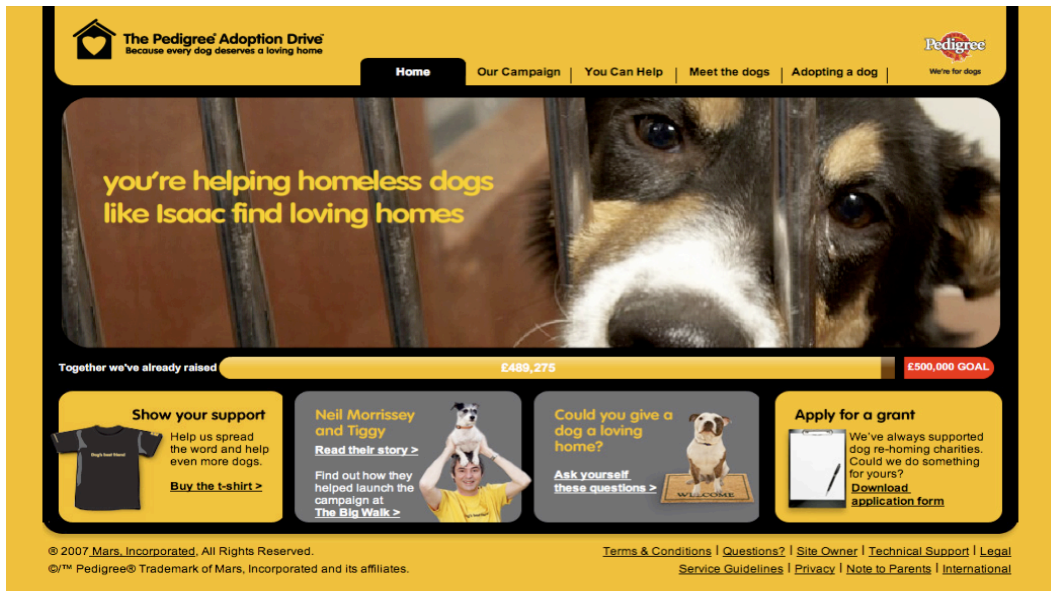 The Pedigree® Adoption Drive™
Because every dog deserves a loving home
Home
Our Campaign | You Can Help | Meet the dogs | Adopting a dog |
Pedigree
We're for dogs
you're helping homeless dogs
like Isaac find loving homes
Together we've already raised
£489,275
£500,000 GOAL
Show your support
Help us spread
the word and help
even more dogs.
Buy the t-shirt >
Dog's best friend
Neil Morrissey
and Tiggy
Read their story >
Find out how they
helped launch the
campaign at
The Big Walk >
Could you give a
dog a loving
home?
Ask yourself
these questions >
WELCOME
Apply for a grant
We've always supported
dog re-homing charities.
Could we do something
for yours?
Download
application form
® 2007 Mars, Incorporated, All Rights Reserved.
©/™ Pedigree® Trademark of Mars, Incorporated and its affiliates.
Terms & Conditions | Questions? | Site Owner | Technical Support | Legal
Service Guidelines | Privacy | Note to Parents | International